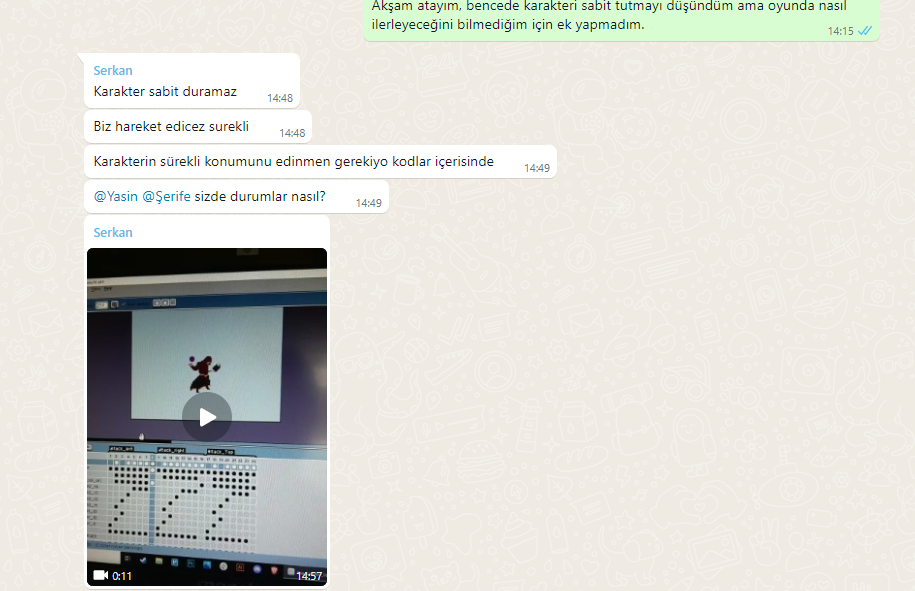 Akşam atayım, bencede karakteri sabit tutmayı düşündüm ama oyunda nasıl
ilerleyeceğini bilmediğim için ek yapmadım.
14:15
Serkan
Karakter sabit duramaz
14:48
Biz hareket edicez surekli
14:48
Karakterin sürekli konumunu edinmen gerekiyo kodlar içerisinde
14:49
@Yasin @Şerife sizde durumlar nasıl?
14:49
Serkan
0:11
14:57